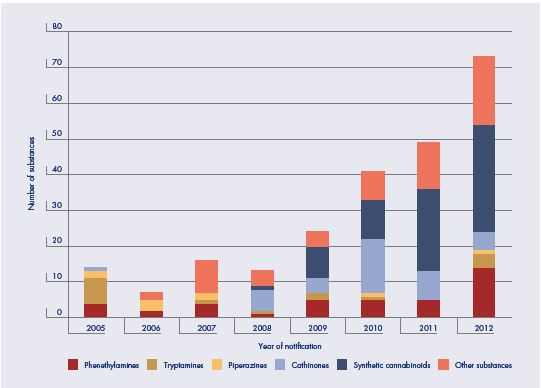 80
70
60
50
40
30
20
10
0
Number of substances
2005 2006 2007 2008 2009 2010 2011 2012
Year of notification
Phenethylamines Tryptamines Piperazines Cathinones Synthetic cannabinoids Other substances